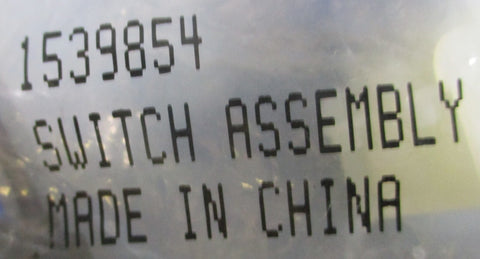 1539854
SWITCH ASSEMBLY
MADE IN CHINA